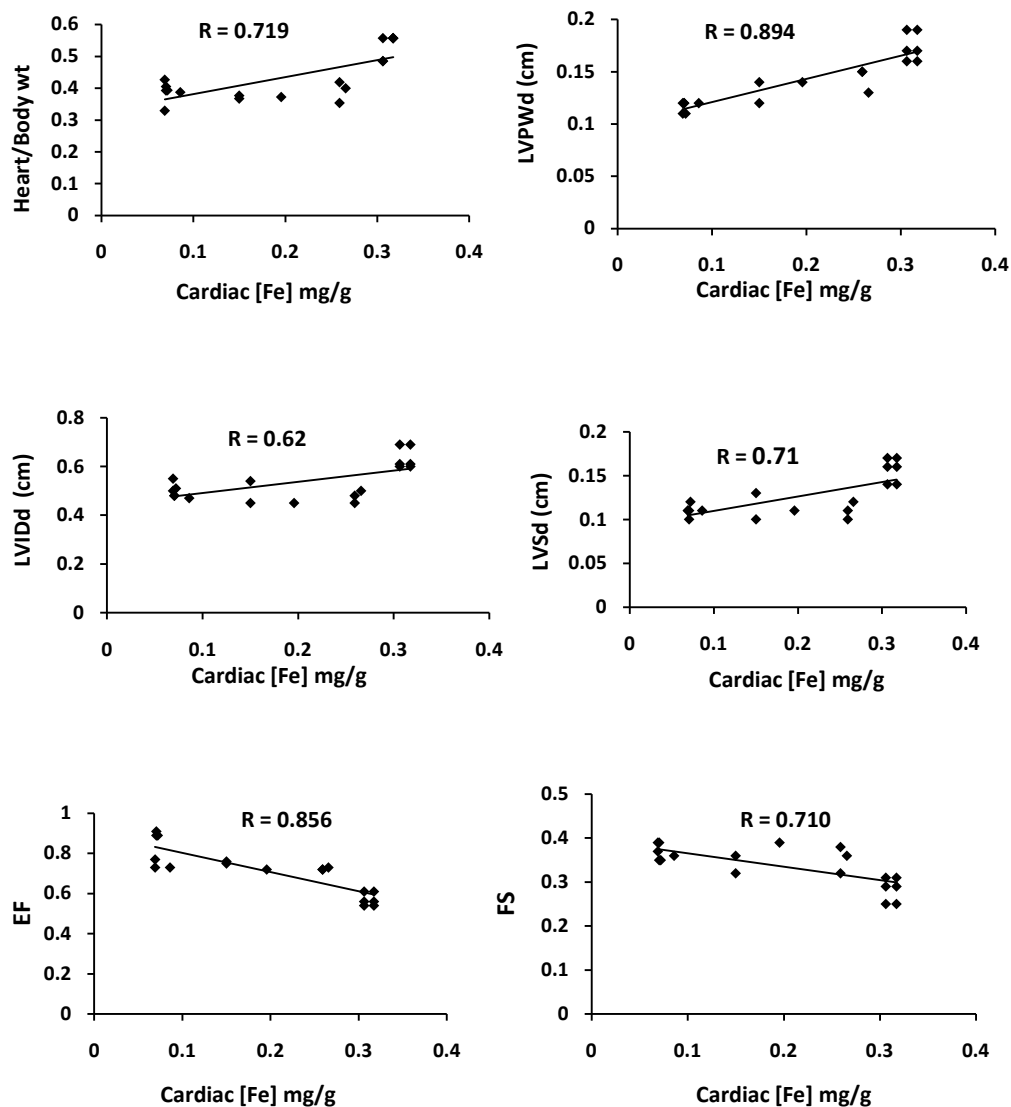 R = 0.719
Heart/Body wt
0.6
0.5
0.4
0.3
0.2
0.1
0
0 0.1 0.2 0.3 0.4
Cardiac [Fe] mg/g
R = 0.894
LVPWd (cm)
0.2
0.15
0.1
0.05
0
0 0.1 0.2 0.3 0.4
Cardiac [Fe] mg/g
R = 0.62
LVIDd (cm)
0.8
0.6
0.4
0.2
0
0 0.1 0.2 0.3 0.4
Cardiac [Fe] mg/g
R = 0.71
LVSd (cm)
0.2
0.15
0.1
0.05
0
0 0.1 0.2 0.3 0.4
Cardiac [Fe] mg/g
R = 0.856
EF
1
0.8
0.6
0.4
0.2
0
0 0.1 0.2 0.3 0.4
Cardiac [Fe] mg/g
R = 0.710
FS
0.5
0.4
0.3
0.2
0.1
0
0 0.1 0.2 0.3 0.4
Cardiac [Fe] mg/g